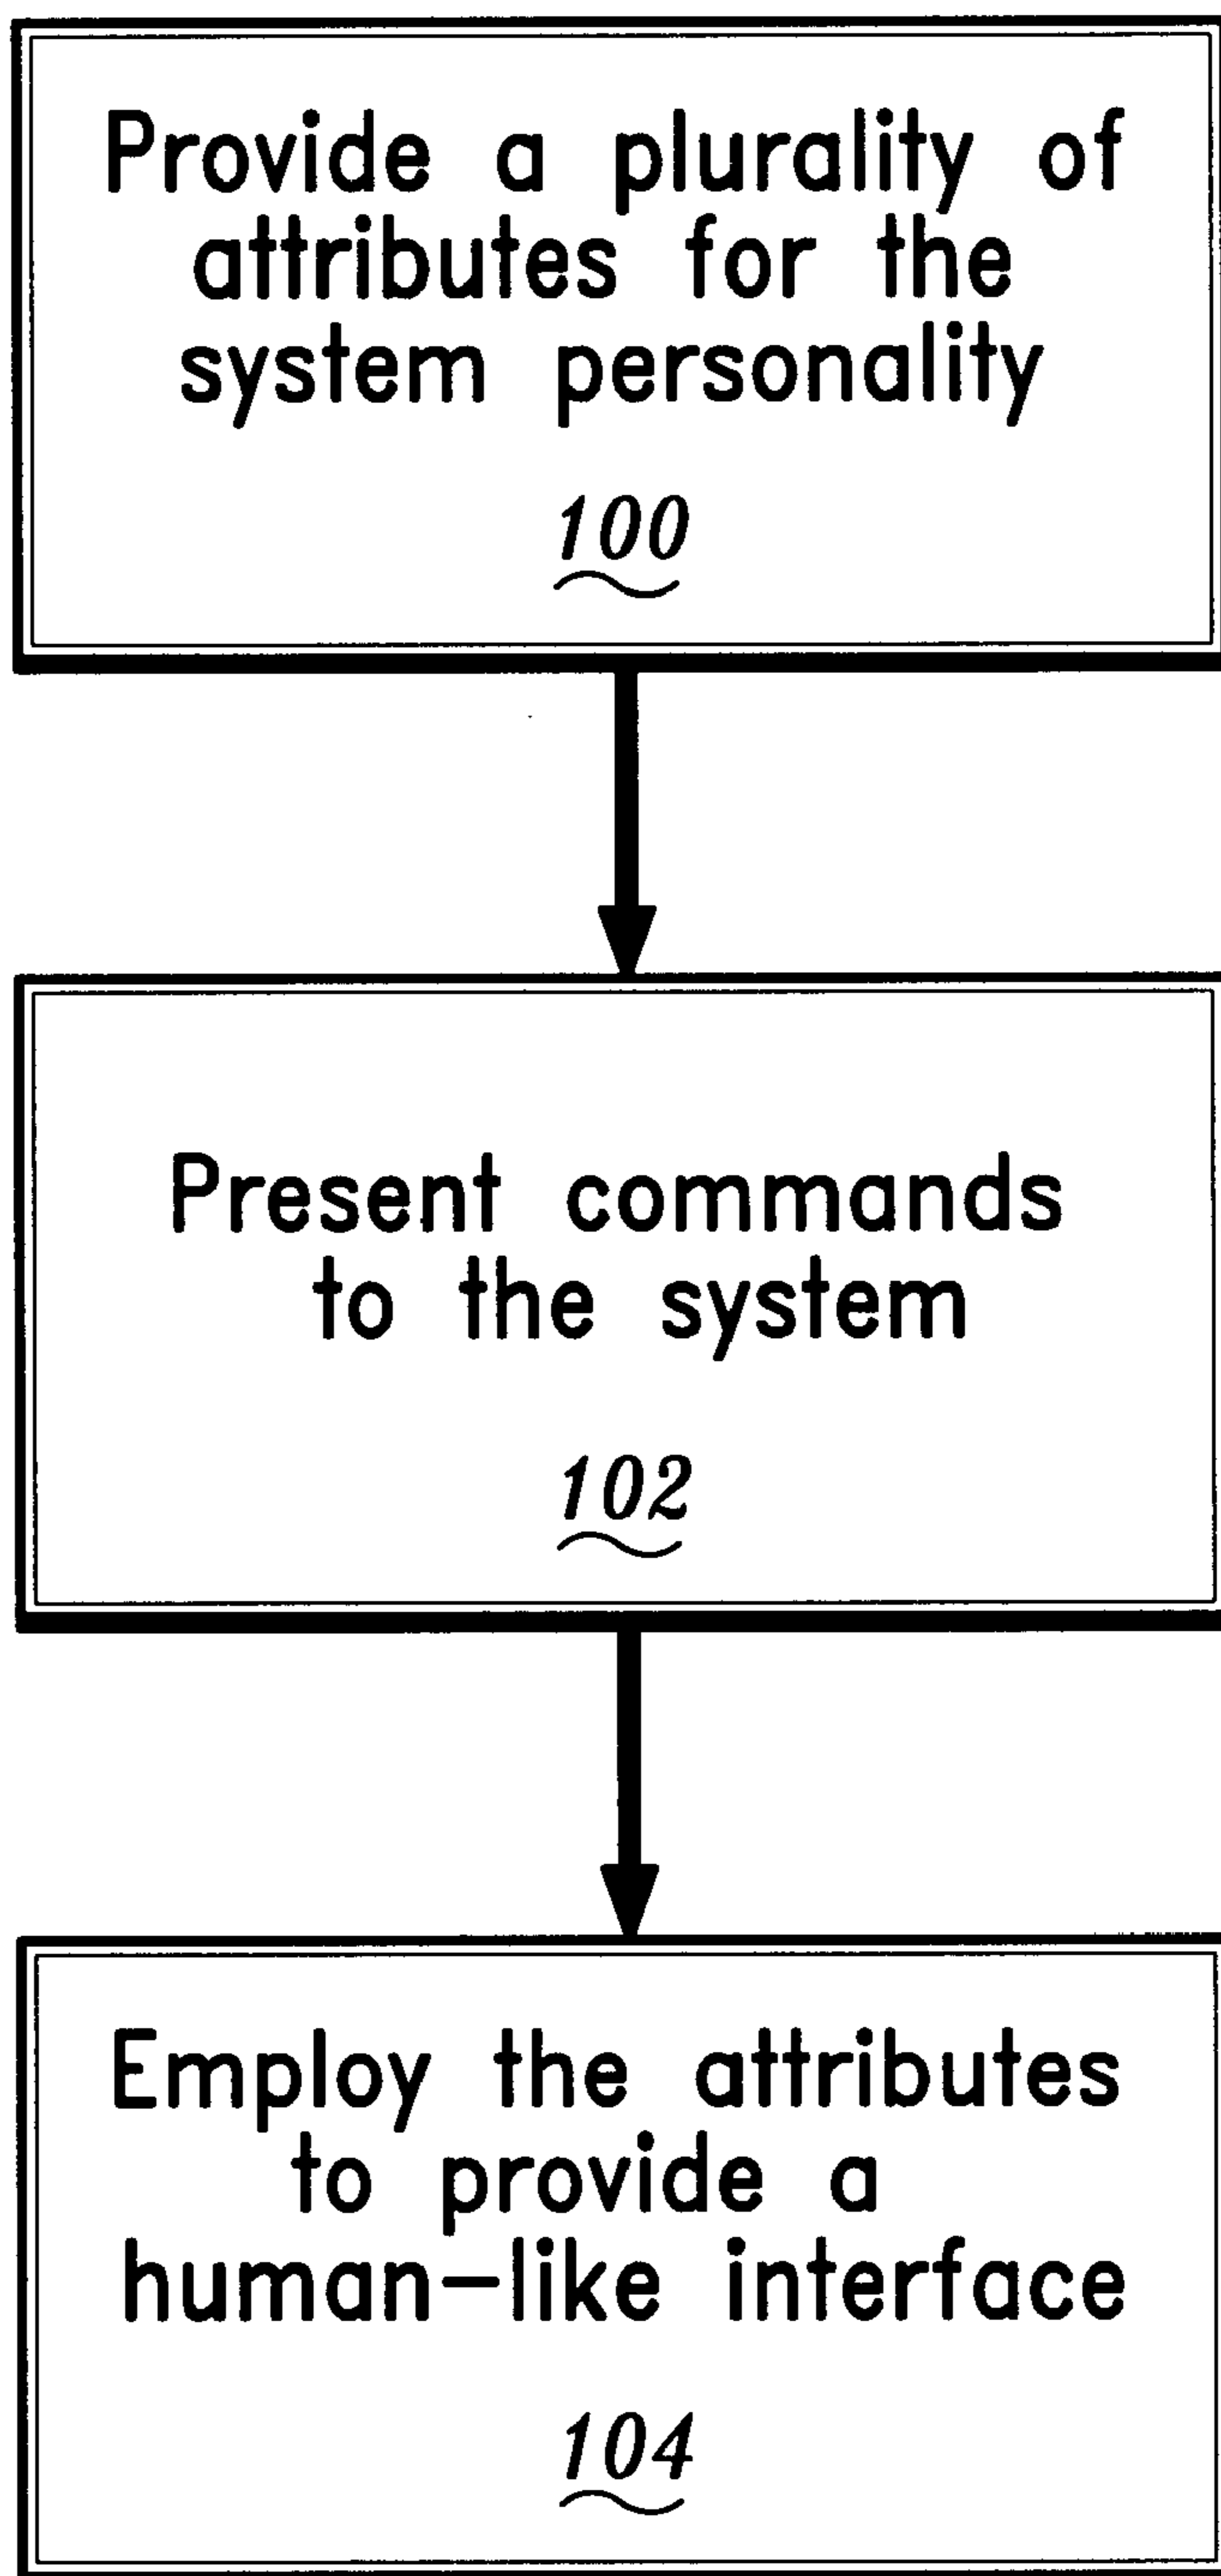 Provide a plurality of
attributes for the
system personality
100
Present commands
to the system
102
Employ the attributes
to provide a
human-like interface
104